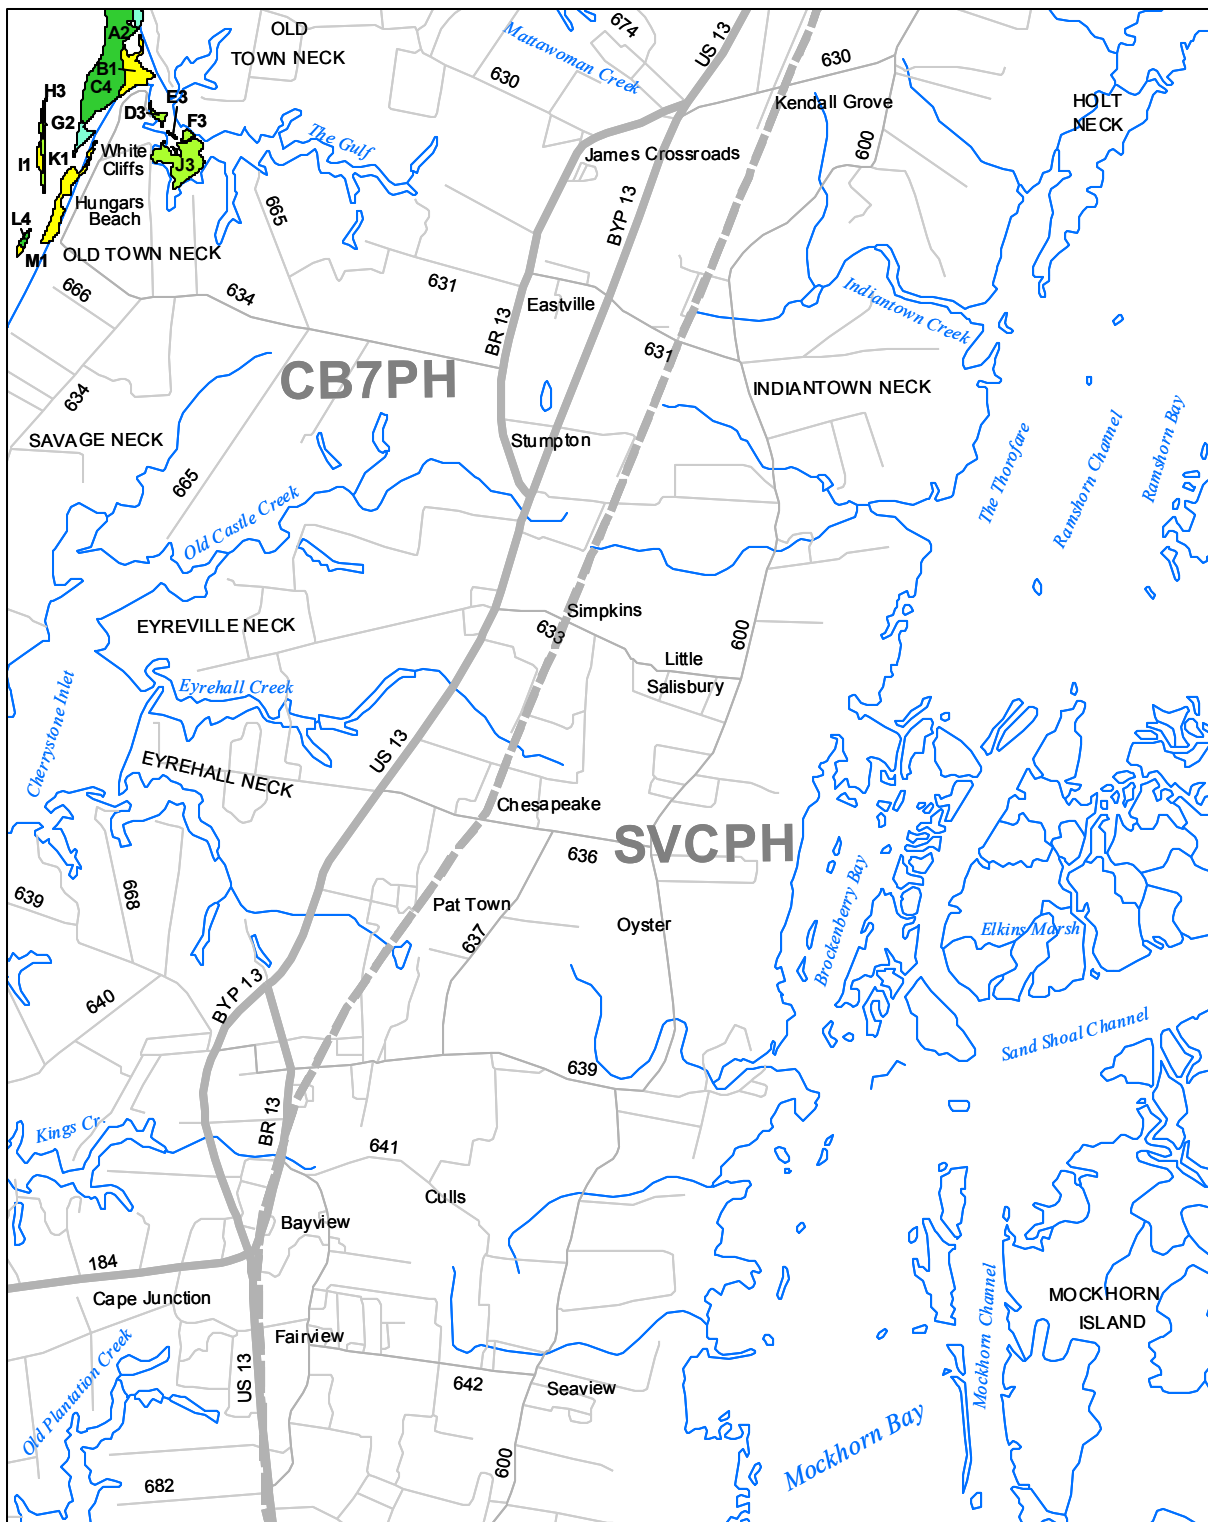 A2
OLD
TOWN NECK
674
US 13
Mattawoman Creek
630
630
B1
C4
H3
E3
D3
F3
G2
Kendall Grove
HOLT
NECK
600
The Gulf
James Crossroads
White
Cliffs
I1
K1
J3
Hungars
Beach
665
BYP 13
L4
M1
OLD TOWN NECK
666
634
631
Eastville
BR 13
Indiantown Creek
631
CB7PH
INDIANTOWN NECK
634
SAVAGE NECK
Stumpton
The Thorofare
Ramshorn Channel
Ramshorn Bay
665
Old Castle Creek
EYREVILLE NECK
Simpkins
633
600
Little
Salisbury
Eyrehall Creek
Cherrystone Inlet
US 13
EYREHALL NECK
Chesapeake
636
SVCPH
639
668
Pat Town
637
Oyster
Brockenberry Bay
Elkins Marsh
BYP 13
640
Sand Shoal Channel
639
Kings Cr.
BR 13
641
Culls
Bayview
184
Cape Junction
Mockhorn Channel
MOCKHORN
ISLAND
Fairview
Old Plantation Creek
US 13
642
Seaview
Mockhorn Bay
600
682